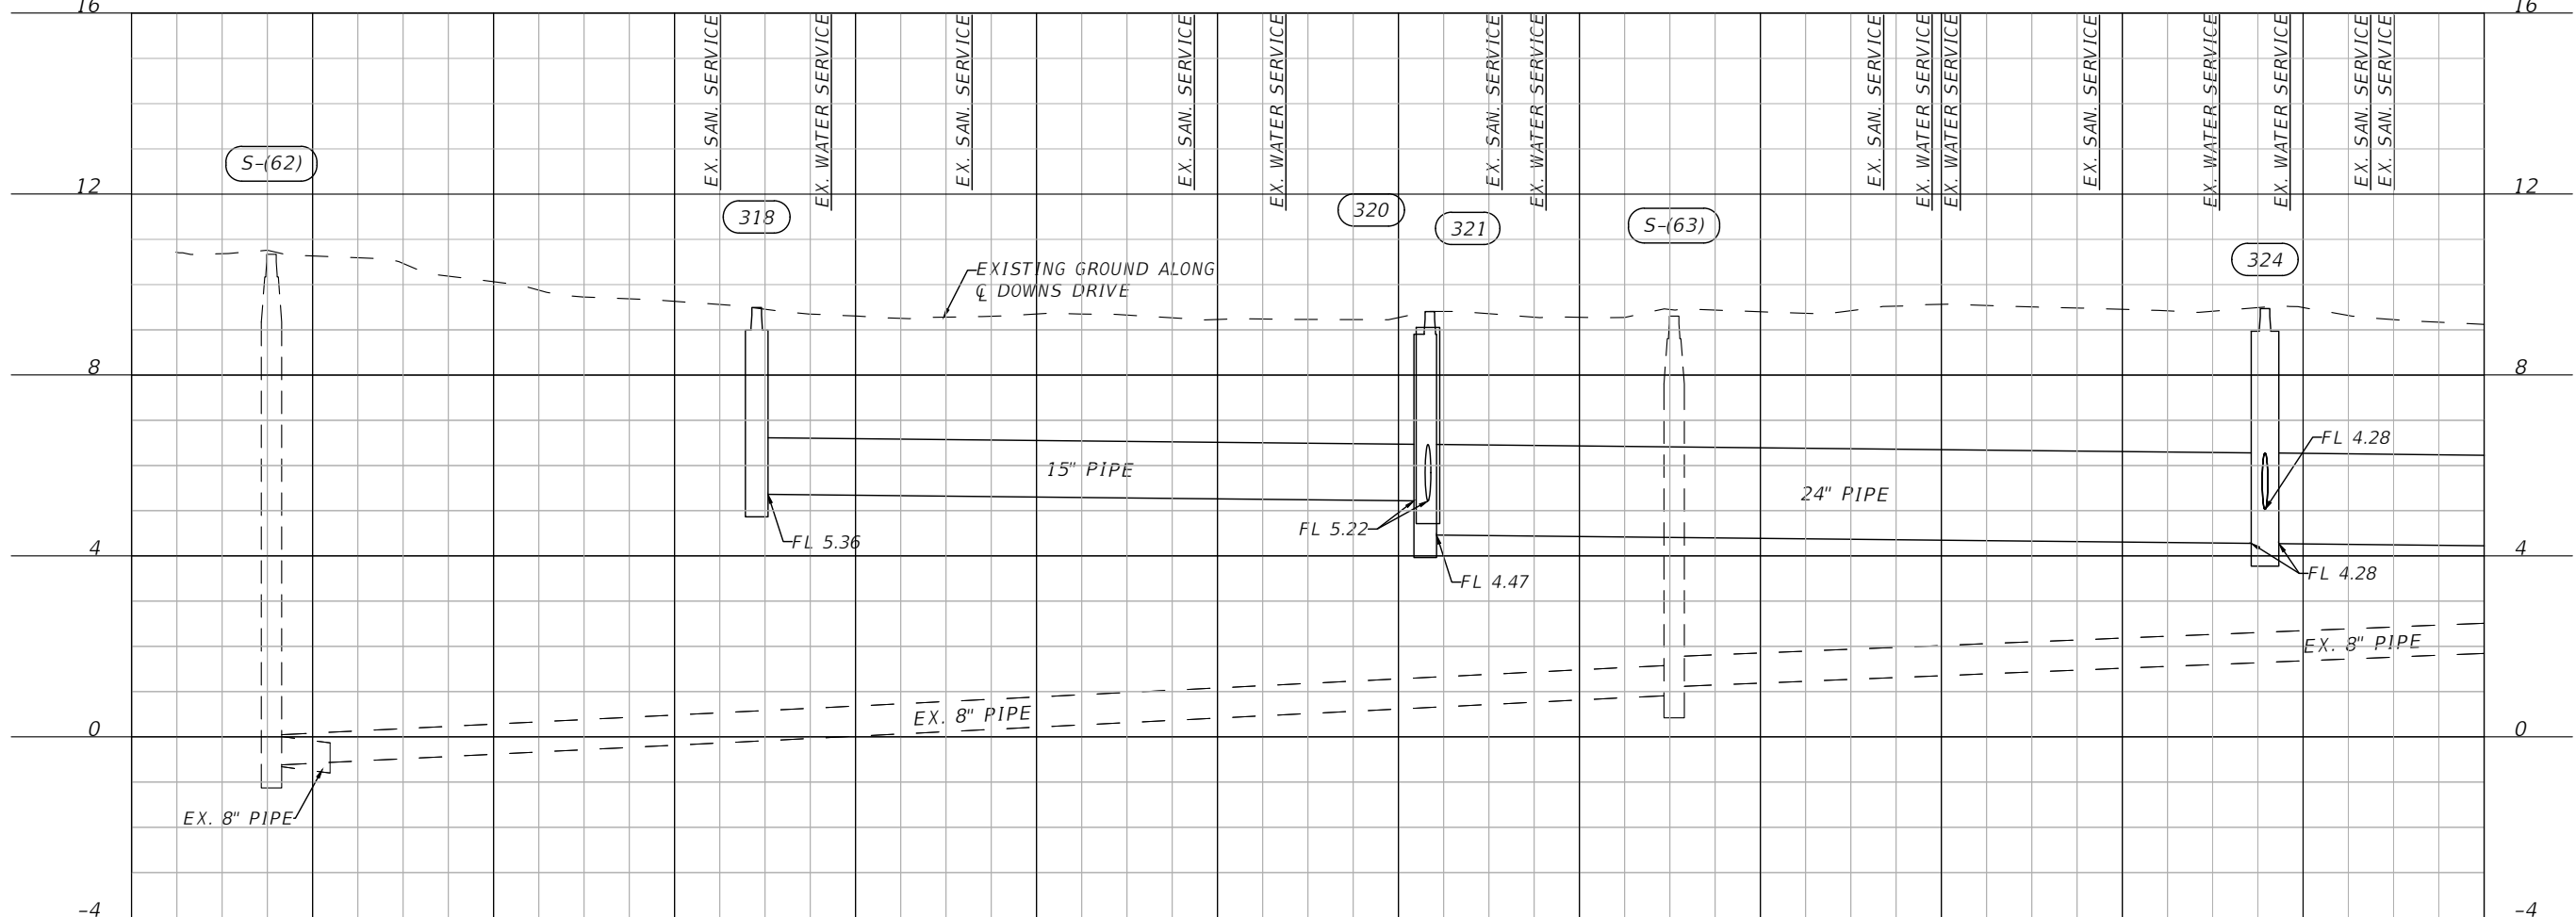 16
16
EX. SAN. SERVICE
EX. WATER SERVICE
EX. SAN. SERVICE
EX. SAN. SERVICE
EX. WATER SERVICE
EX. SAN. SERVICE
EX. WATER SERVICE
EX. SAN. SERVICE
EX. WATER SERVICE
EX. WATER SERVICE
EX. SAN. SERVICE
EX. WATER SERVICE
EX. WATER SERVICE
EX. SAN. SERVICE
EX. SAN. SERVICE
S-(62)
12
12
318
320
321
S-(63)
324
EXISTING GROUND ALONG
℄ DOWNS DRIVE
8
8
FL 4.28
15" PIPE
24" PIPE
FL 5.22
FL 5.36
4
4
FL 4.47
FL 4.28
EX. 8" PIPE
EX. 8" PIPE
0
0
EX. 8" PIPE
-4
-4